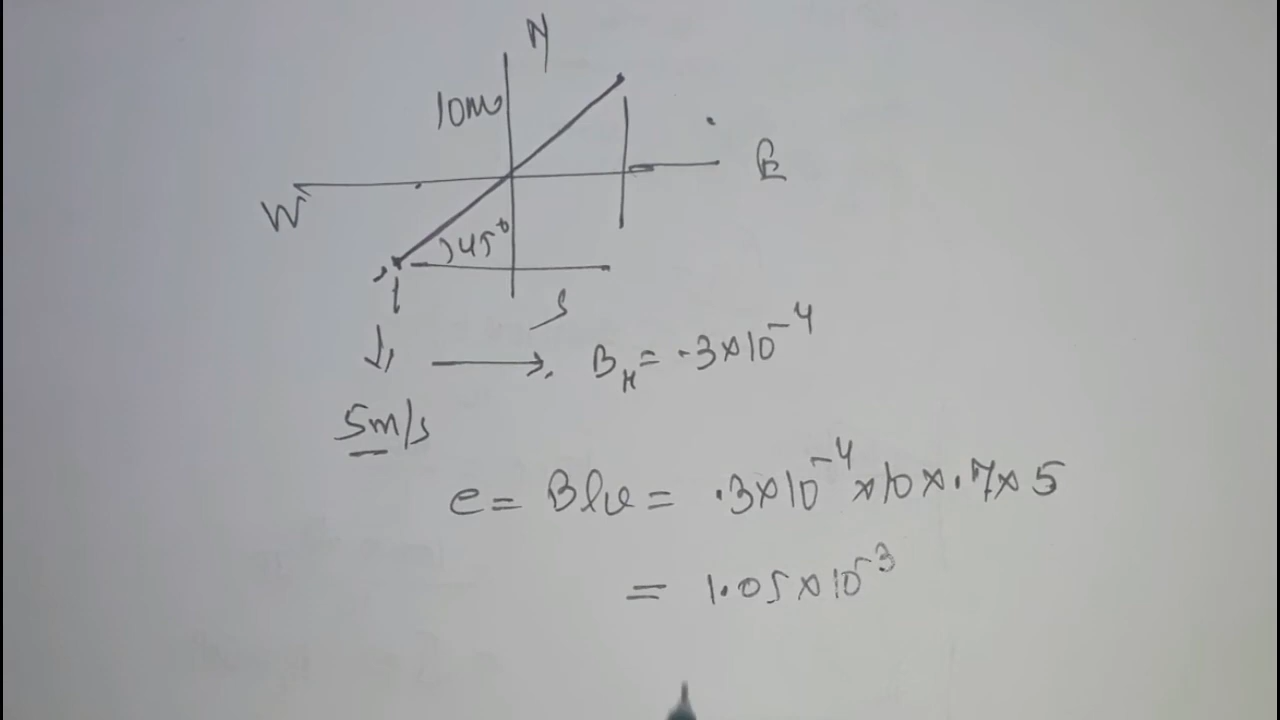 N
10m
E
W
45°
S
5m/s
B_H = .3×10^-4
e = Blv = .3×10^-4 × 10 × .7 × 5
= 1.05×10^-3